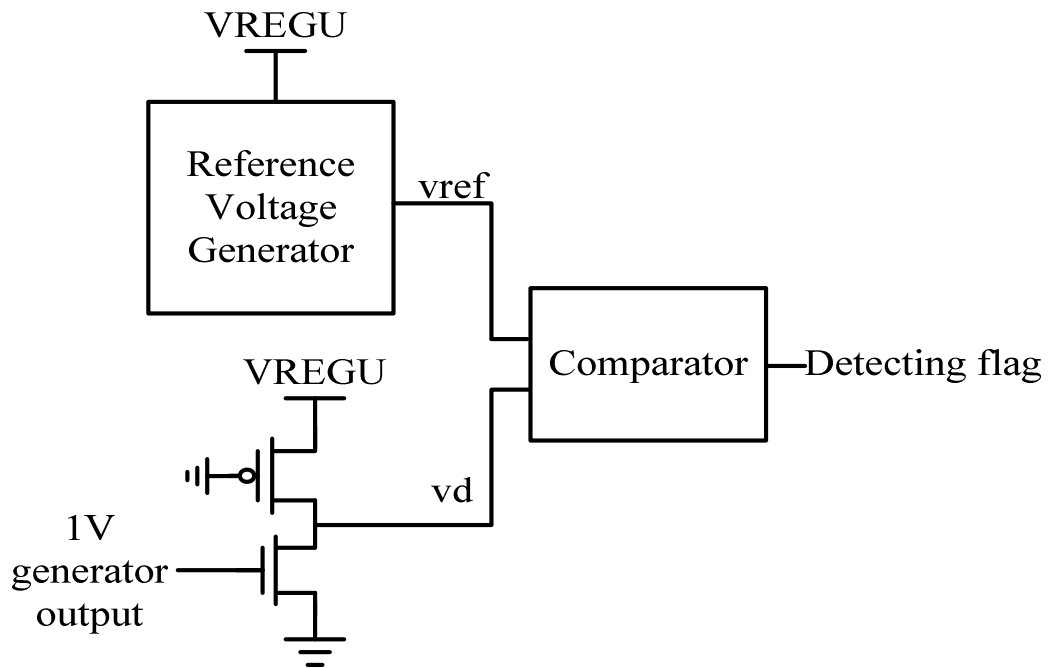 VREGU
Reference
Voltage
Generator
vref
Comparator
Detecting flag
VREGU
vd
1V
generator
output